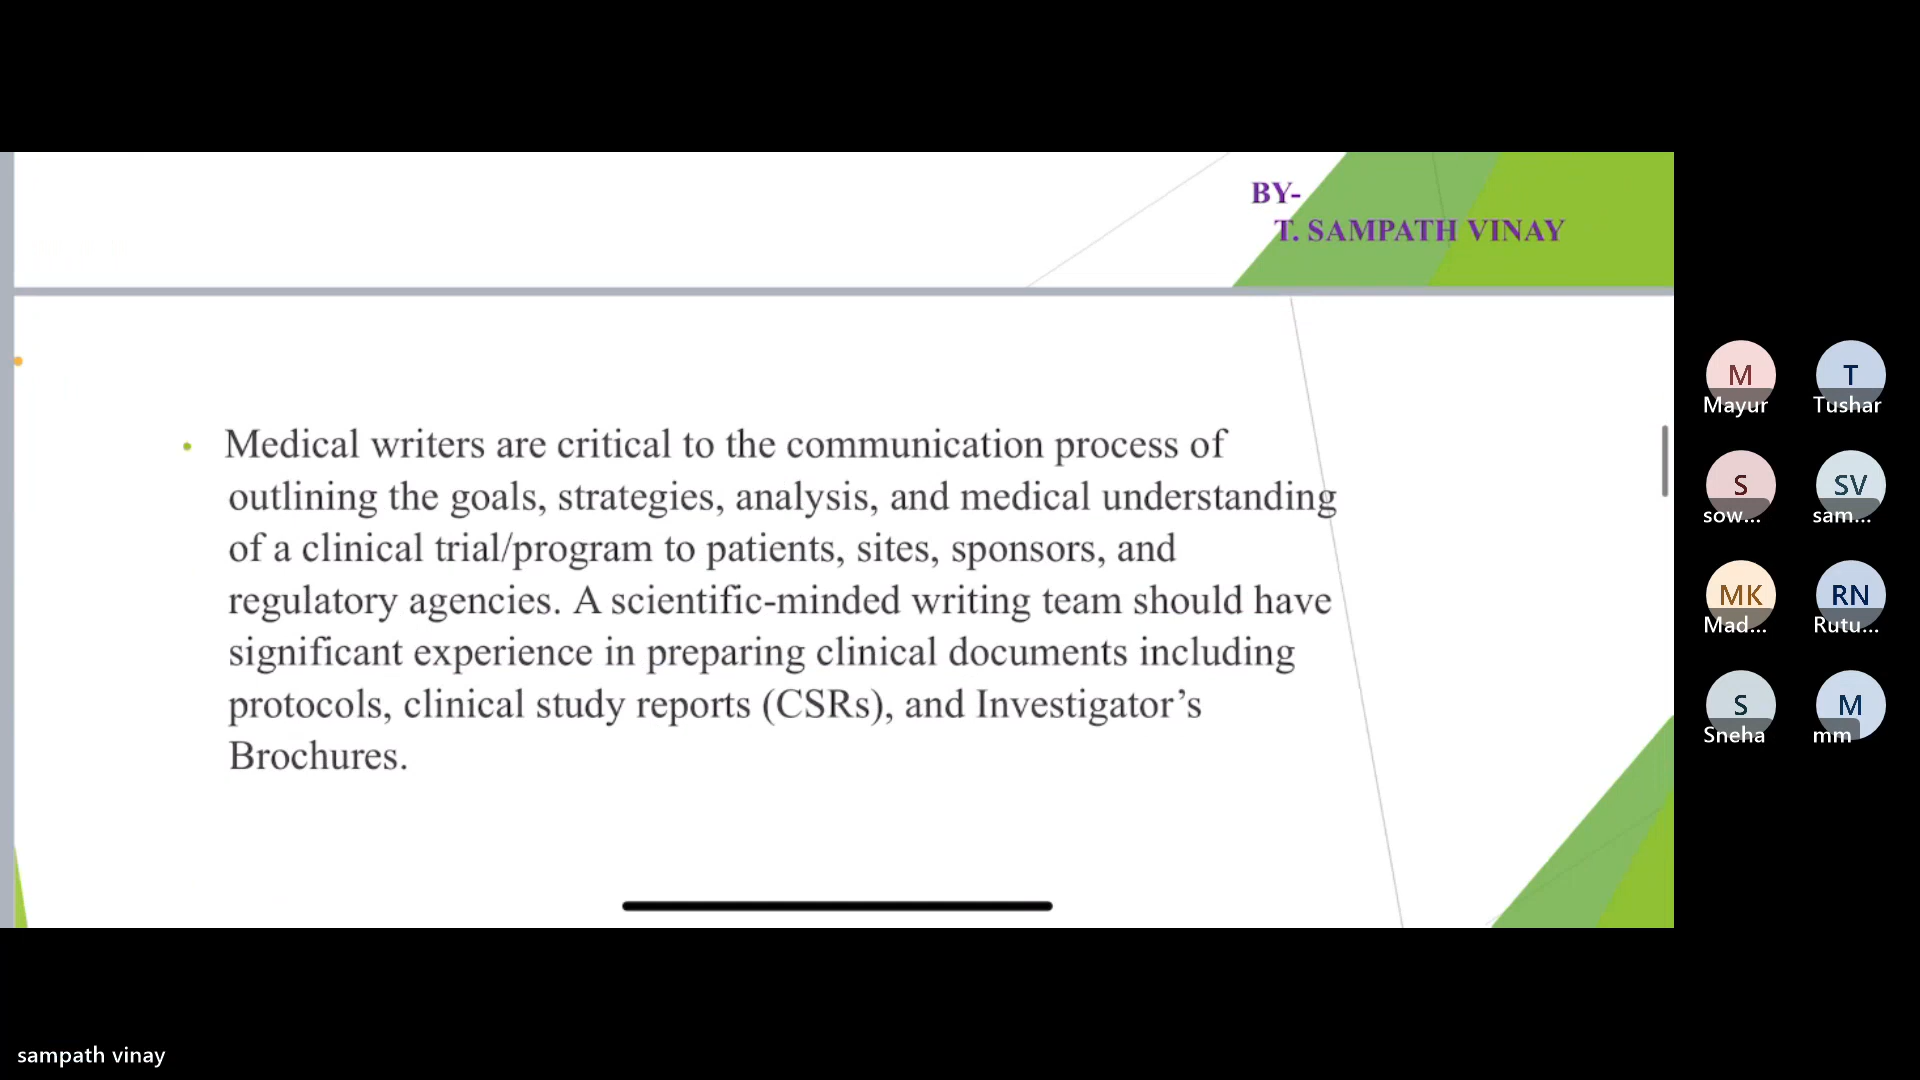 BY-
T. SAMPATH VINAY
• Medical writers are critical to the communication process of
outlining the goals, strategies, analysis, and medical understanding
of a clinical trial/program to patients, sites, sponsors, and
regulatory agencies. A scientific-minded writing team should have
significant experience in preparing clinical documents including
protocols, clinical study reports (CSRs), and Investigator’s
Brochures.
M
Mayur
T
Tushar
S
sow...
SV
sam...
MK
Mad...
RN
Rutu...
S
Sneha
M
mm
sampath vinay